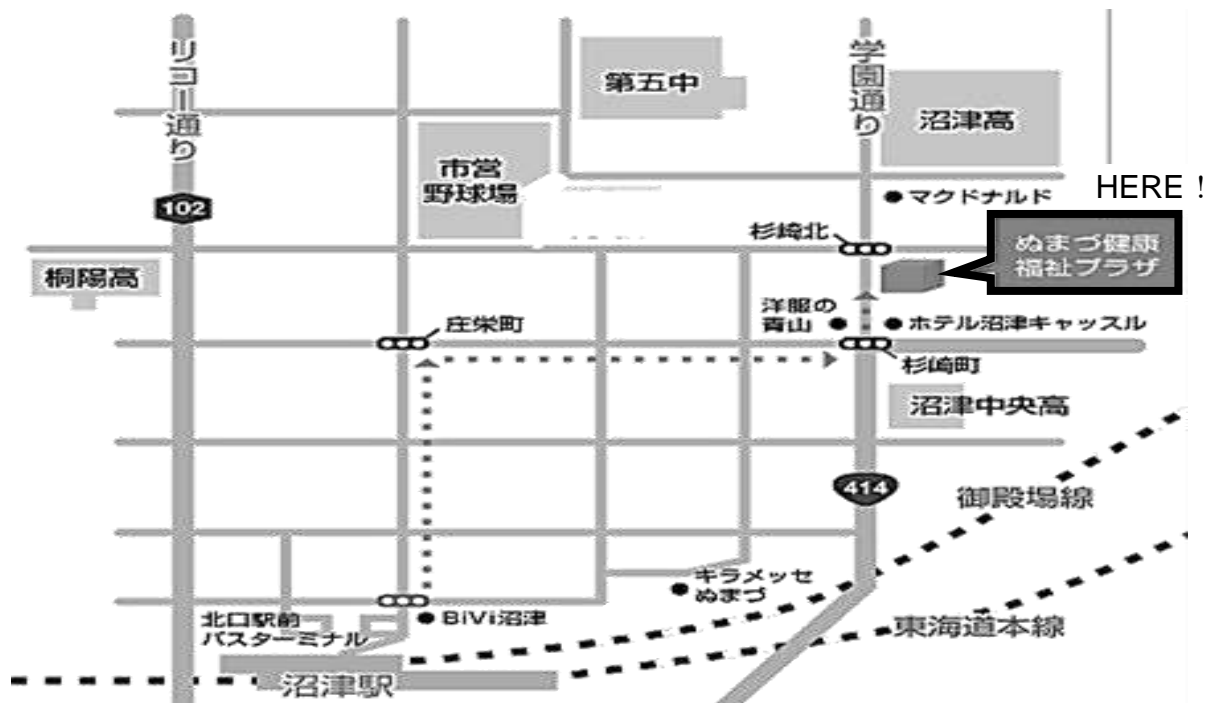 リコー通り
学園通り
第五中
沼津高
市営
野球場
マクドナルド
HERE！
102
杉崎北
ぬまづ健康
福祉プラザ
桐陽高
庄栄町
洋服の
青山
ホテル沼津キャッスル
杉崎町
沼津中央高
414
御殿場線
キラメッセ
ぬまづ
北口駅前
バスターミナル
BiVi沼津
東海道本線
沼津駅